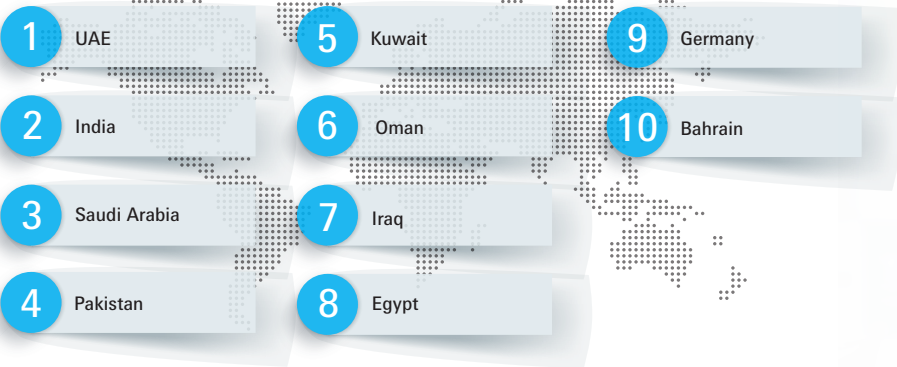 1 UAE
2 India
3 Saudi Arabia
4 Pakistan
5 Kuwait
6 Oman
7 Iraq
8 Egypt
9 Germany
10 Bahrain